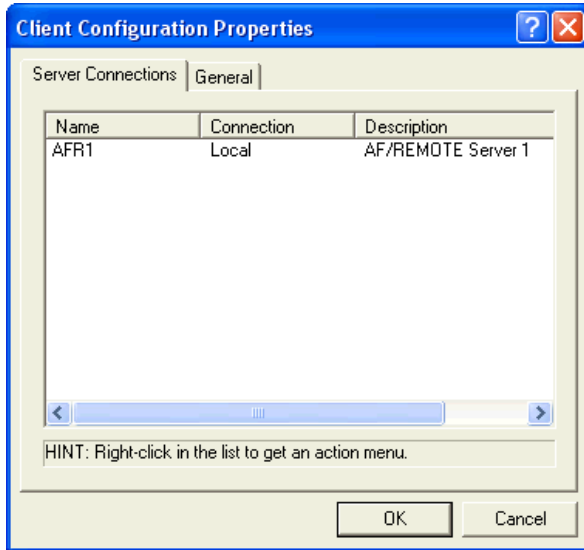 Client Configuration Properties
Server Connections General
Name Connection Description
AFR1 Local AF/REMOTE Server 1
HINT: Right-click in the list to get an action menu.
OK Cancel